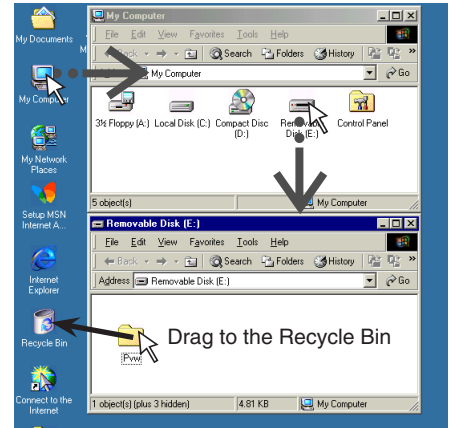 My Documents
My Computer
My Network
Places
Setup MSN
Internet A...
Internet
Explorer
Recycle Bin
Connect to the
Internet
My Computer
File Edit View Favorites Tools Help
Back Search Folders History »
My Computer Go
3½ Floppy (A:) Local Disk (C:) Compact Disc
(D:) Removable
Disk (E:) Control Panel
5 object(s) My Computer
Removable Disk (E:)
File Edit View Favorites Tools Help
Back Search Folders History »
Address Removable Disk (E:) Go
Pvw
Drag to the Recycle Bin
1 object(s) (plus 3 hidden) 4.81 KB My Computer